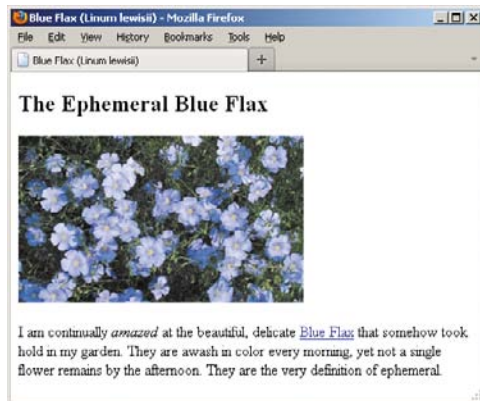 Blue Flax (Linum lewisii) - Mozilla Firefox
File Edit View History Bookmarks Tools Help
Blue Flax (Linum lewisii)
The Ephemeral Blue Flax
I am continually amazed at the beautiful, delicate Blue Flax that somehow took
hold in my garden. They are awash in color every morning, yet not a single
flower remains by the afternoon. They are the very definition of ephemeral.